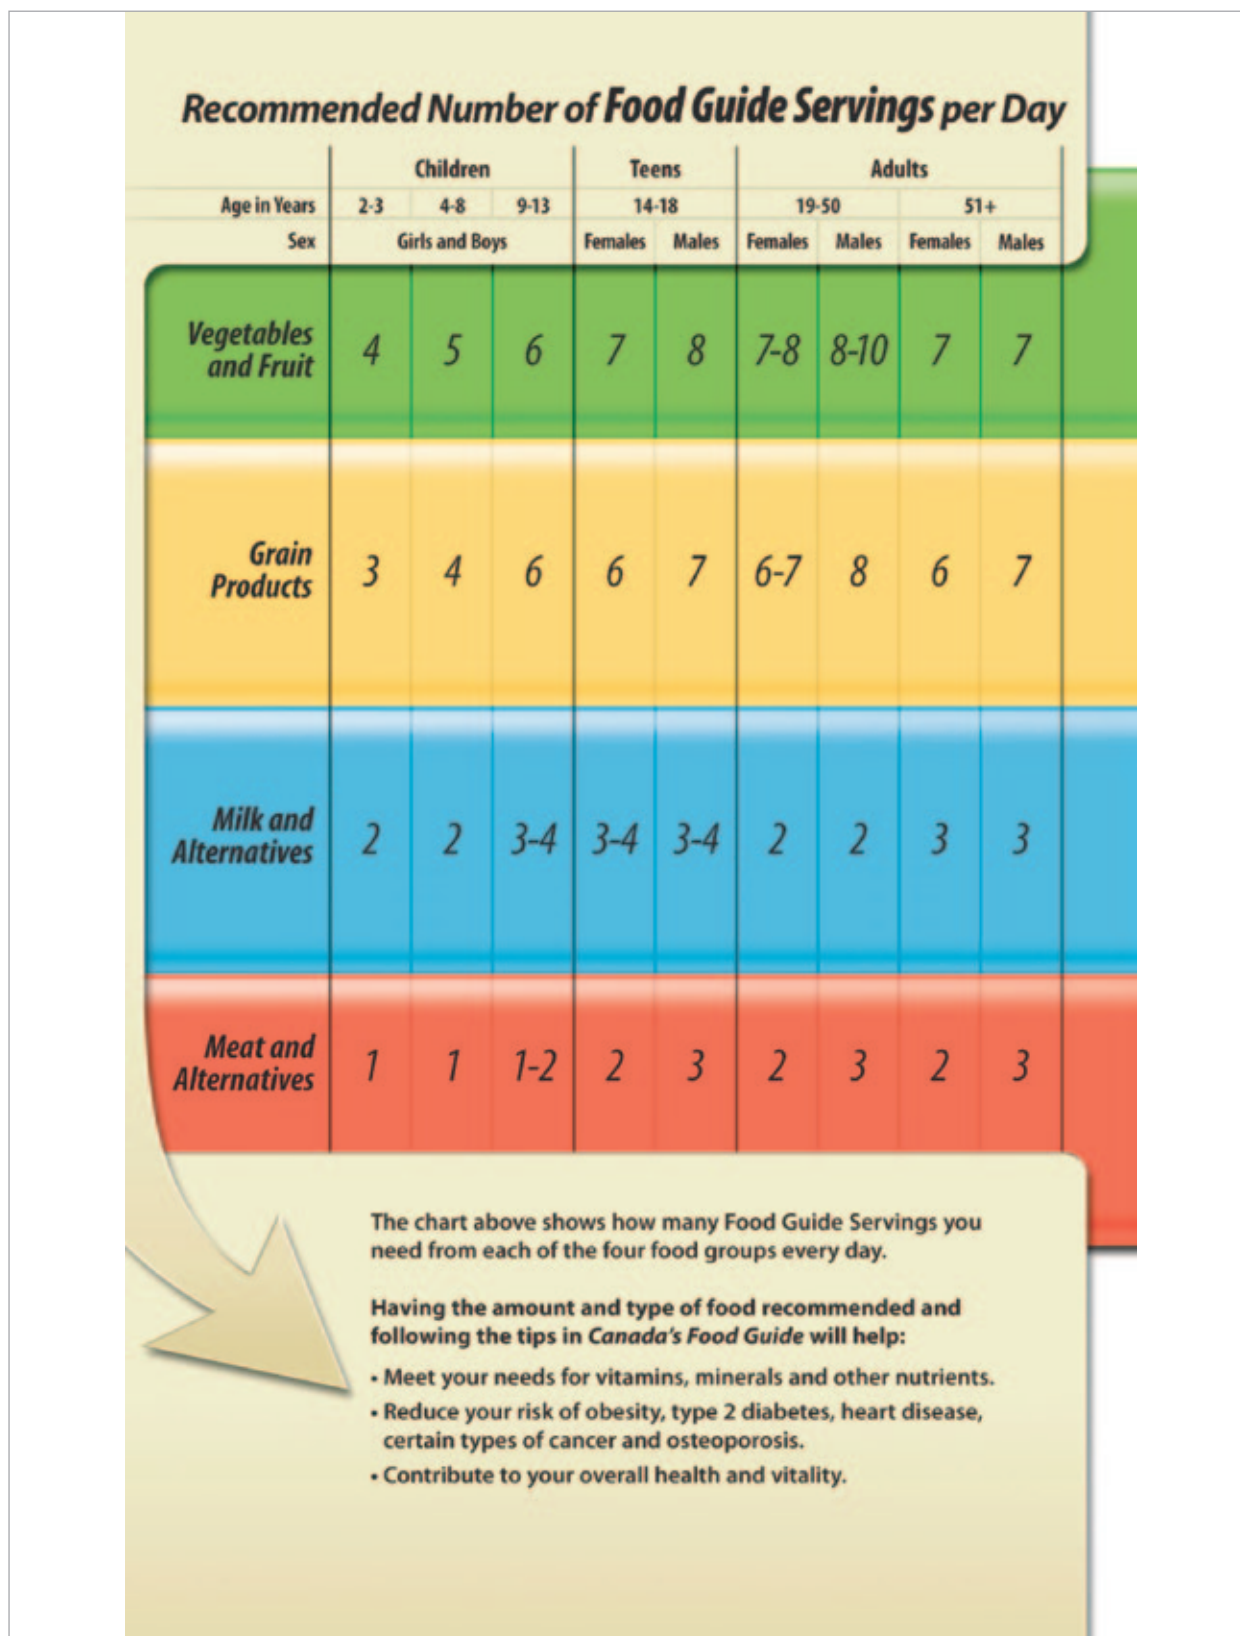 Recommended Number of Food Guide Servings per Day
Children Teens Adults
Age in Years 2-3 4-8 9-13 14-18 19-50 51+
Sex Girls and Boys Females Males Females Males Females Males
Vegetables
and Fruit 4 5 6 7 8 7-8 8-10 7 7
Grain
Products 3 4 6 6 7 6-7 8 6 7
Milk and
Alternatives 2 2 3-4 3-4 3-4 2 2 3 3
Meat and
Alternatives 1 1 1-2 2 3 2 3 2 3
The chart above shows how many Food Guide Servings you
need from each of the four food groups every day.
Having the amount and type of food recommended and
following the tips in Canada's Food Guide will help:
• Meet your needs for vitamins, minerals and other nutrients.
• Reduce your risk of obesity, type 2 diabetes, heart disease,
certain types of cancer and osteoporosis.
• Contribute to your overall health and vitality.